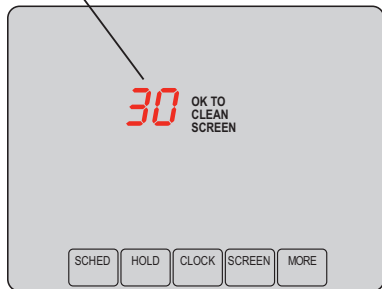 30 OK TO
CLEAN
SCREEN
SCHED HOLD CLOCK SCREEN MORE